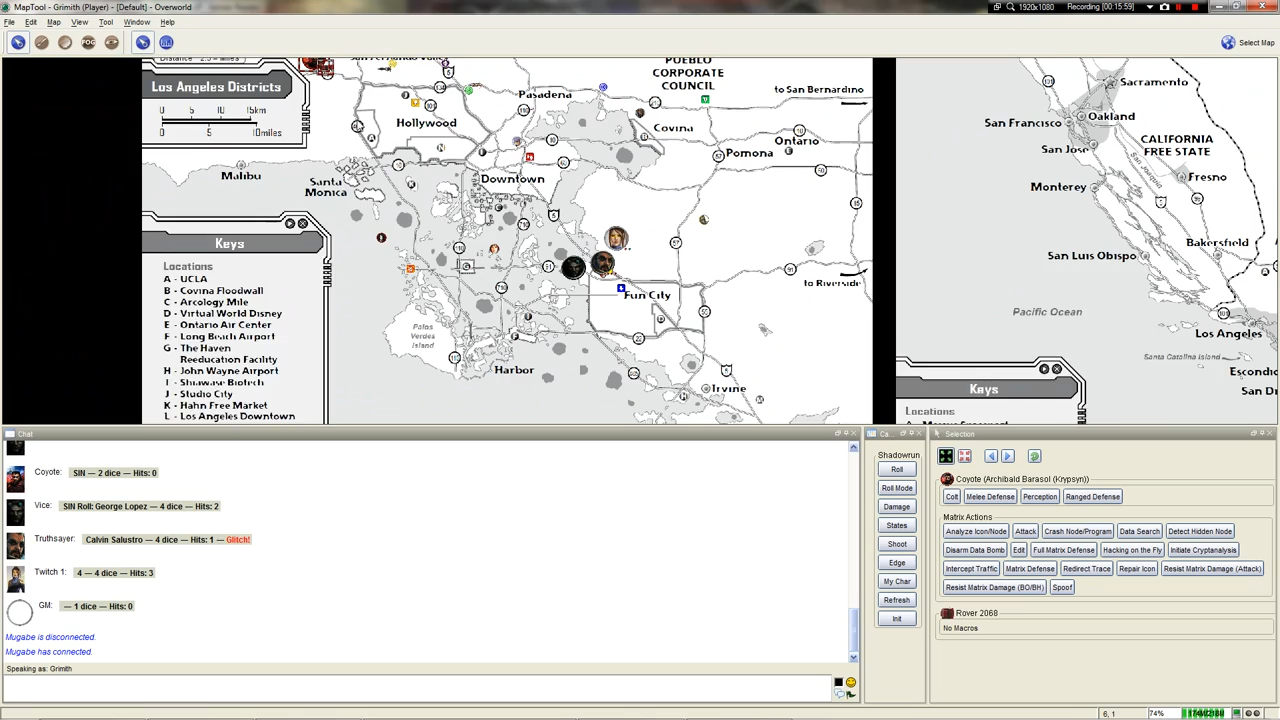 MapTool - Grimith (Player) - [Default] - Overworld
1920x1080
Recording [00:15:59]
File Edit Map View Tool Window Help
FOG
Select Map
Los Angeles Districts
0 5 10 15km
0 5 10miles
Malibu
Santa Monica
Hollywood
Pasadena
PUEBLO CORPORATE COUNCIL
to San Bernardino
Covina
Ontario
Pomona
Downtown
Fun City
to Riverside
Palos Verdes Island
Harbor
Irvine
Keys
Locations
A - UCLA
B - Covina Floodwall
C - Arcology Mile
D - Virtual World Disney
E - Ontario Air Center
F - Long Beach Airport
G - The Haven
Reeducation Facility
H - John Wayne Airport
I - Shiawase Biotech
J - Studio City
K - Hahn Free Market
L - Los Angeles Downtown
Sacramento
San Francisco
Oakland
CALIFORNIA FREE STATE
San Jose
Fresno
Monterey
Bakersfield
San Luis Obispo
Pacific Ocean
Los Angeles
Santa Catalina Island
Escondi
San Di
Keys
Locations
Chat
Coyote: SIN — 2 dice — Hits: 0
Vice: SIN Roll: George Lopez — 4 dice — Hits: 2
Truthsayer: Calvin Salustro — 4 dice — Hits: 1 — Glitch!
Twitch 1: 4 — 4 dice — Hits: 3
GM: — 1 dice — Hits: 0
Mugabe is disconnected.
Mugabe has connected.
Speaking as: Grimith
Ca...
Shadowrun
Roll
Roll Mode
Damage
States
Shoot
Edge
My Char
Refresh
Init
Selection
Coyote (Archibald Barasol (Krypsyn))
Colt Melee Defense Perception Ranged Defense
Matrix Actions
Analyze Icon/Node Attack Crash Node/Program Data Search Detect Hidden Node
Disarm Data Bomb Edit Full Matrix Defense Hacking on the Fly Initiate Cryptanalysis
Intercept Traffic Matrix Defense Redirect Trace Repair Icon Resist Matrix Damage (Attack)
Resist Matrix Damage (BO/BH) Spoof
Rover 2068
No Macros
6, 1
74%